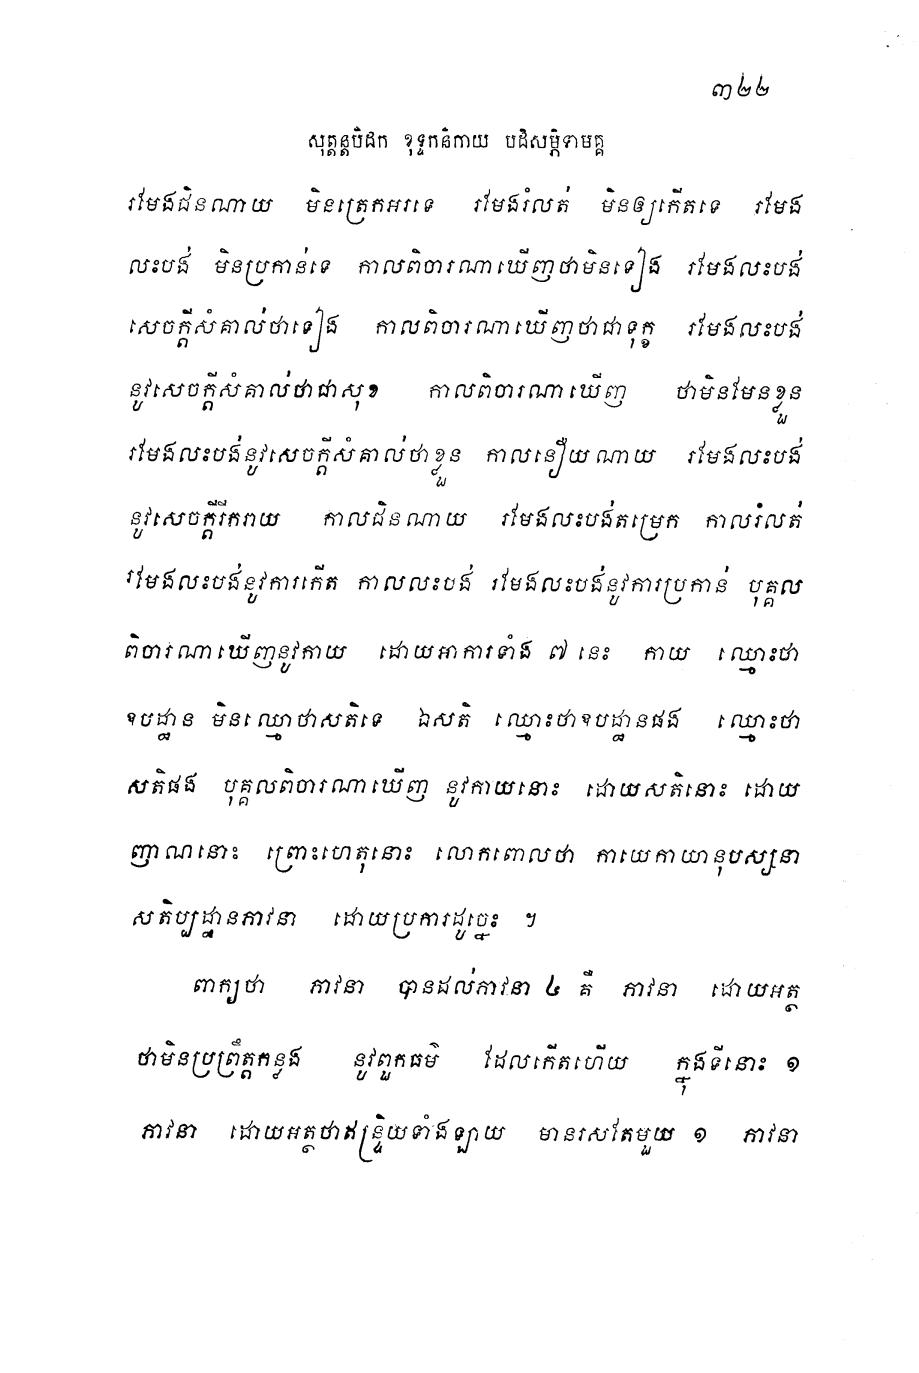 ៣២២
សុត្តន្តបិដក ខុទ្ទកនិកាយ បដិសម្ភិទាមគ្គ
រមែងជិនណាយ មិនត្រេកអរទេ រមែងរំលត់ មិនឲ្យកើតទេ រមែង
លះបង់ មិនប្រកាន់ទេ កាលពិចារណាឃើញថាមិនទៀង រមែងលះបង់
សេចក្តីសំគាល់ថាទៀង កាលពិចារណាឃើញថាជាទុក្ខ រមែងលះបង់
នូវសេចក្តីសំគាល់ថាជាសុខ កាលពិចារណាឃើញ ថាមិនមែនខ្លួន
រមែងលះបង់នូវសេចក្តីសំគាល់ថាខ្លួន កាលនឿយណាយ រមែងលះបង់
នូវសេចក្តីរីករាយ កាលជិនណាយ រមែងលះបង់តម្រេក កាលរំលត់
រមែងលះបង់នូវការកើត កាលលះបង់ រមែងលះបង់នូវការប្រកាន់ បុគ្គល
ពិចារណាឃើញនូវកាយ ដោយអាការទាំង ៧ នេះ កាយ ឈ្មោះថា
ឧបដ្ឋាន មិនឈ្មោថាសតិទេ ឯសតិ ឈ្មោះថាឧបដ្ឋានផង ឈ្មោះថា
សតិផង បុគ្គលពិចារណាឃើញ នូវកាយនោះ ដោយសតិនោះ ដោយ
ញាណនោះ ព្រោះហេតុនោះ លោកពោលថា កាយេកាយានុបស្សនា
សតិប្បដ្ឋានភាវនា ដោយប្រការដូច្នេះ ។
ពាក្យថា ភាវនា បានដល់ភាវនា ៤ គឺ ភាវនា ដោយអត្ថ
ថាមិនប្រព្រឹត្តកន្លង នូវពួកធម៌ ដែលកើតហើយ ក្នុងទីនោះ ១
ភាវនា ដោយអត្ថថាឥន្ទ្រិយទាំងឡាយ មានរសតែមួយ ១ ភាវនា